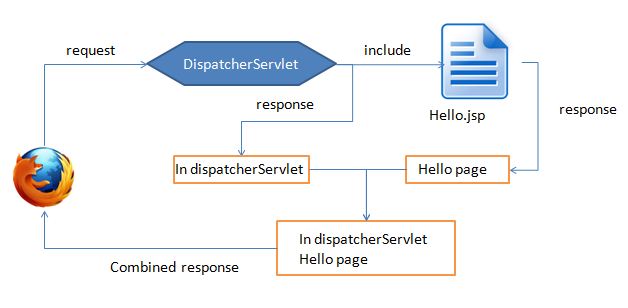 request
DispatcherServlet
include
response
Hello.jsp
response
In dispatcherServlet
Hello page
In dispatcherServlet
Hello page
Combined response